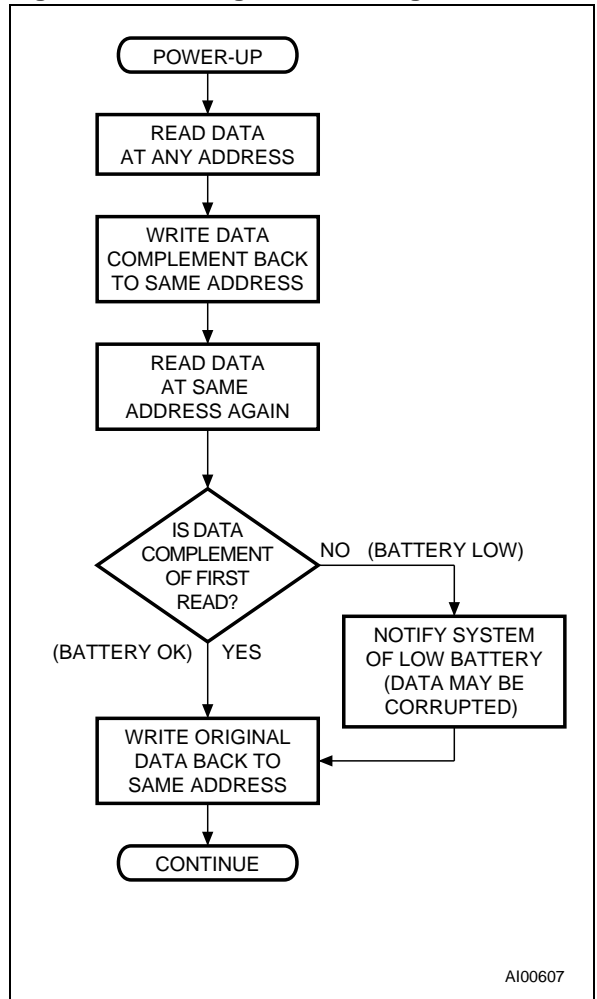 POWER-UP
READ DATA
AT ANY ADDRESS
WRITE DATA
COMPLEMENT BACK
TO SAME ADDRESS
READ DATA
AT SAME
ADDRESS AGAIN
IS DATA
COMPLEMENT
OF FIRST
READ?
NO (BATTERY LOW)
NOTIFY SYSTEM
OF LOW BATTERY
(DATA MAY BE
CORRUPTED)
(BATTERY OK) YES
WRITE ORIGINAL
DATA BACK TO
SAME ADDRESS
CONTINUE
AI00607